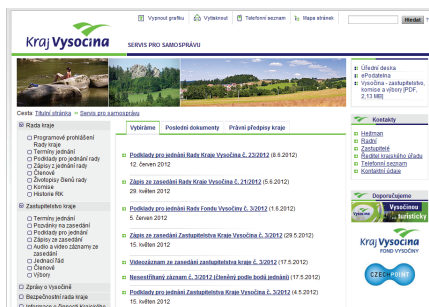 Vypnout grafiku
Vytisknout
Telefonní seznam
Mapa stránek
Hledat
?
Kraj Vysočina
SERVIS PRO SAMOSPRÁVU
Úřední deska
ePodatelna
Vysočina - zastupitelstvo,
komise a výbory [PDF,
2,13 MB]
Cesta: Titulní stránka >> Servis pro
samosprávu
Rada kraje
Programové prohlášení
Rady kraje
Termíny jednání
Podklady pro jednání rady
Zápisy z jednání rady
Členové
Životopisy členů rady
Komise
Historie RK
Zastupitelstvo kraje
Termíny jednání
Pozvánky na zasedání
Podklady pro jednání
Zápisy ze zasedání
Audio a video záznamy ze
zasedání
Jednací řád
Členové
Výbory
Zprávy o Vysočině
Bezpečnostní rada kraje
Informace o činnosti Krajského
Vybíráme
Poslední dokumenty
Právní předpisy kraje
Podklady pro jednání Rady Kraje Vysočina č. 23/2012 (8.6.2012)
12. červen 2012
Zápis ze zasedání Rady Kraje Vysočina č. 21/2012 (5.6.2012)
29. květen 2012
Podklady pro jednání Rady Fondu Vysočiny č. 3/2012 (1.6.2012)
5. červen 2012
Zápis ze zasedání Zastupitelstva Kraje Vysočina č. 3/2012 (29.5.2012)
15. květen 2012
Videozáznam ze zasedání zastupitelstva kraje č. 3/2012 (17.5.2012)
Nesestříhaný záznam č. 3/2012 (členěný podle bodů jednání) (17.5.2012)
Podklady pro jednání Zastupitelstva Kraje Vysočina č. 3/2012 (4.5.2012)
15. květen 2012
Kontakty
Hejtman
Radní
Zastupitelé
Ředitel krajského úřadu
Telefonní seznam
Kontaktní údaje
Doporučujeme
Vysočinou
... turisticky
Kraj Vysočina
FOND VYSOČINY
CZECH POINT